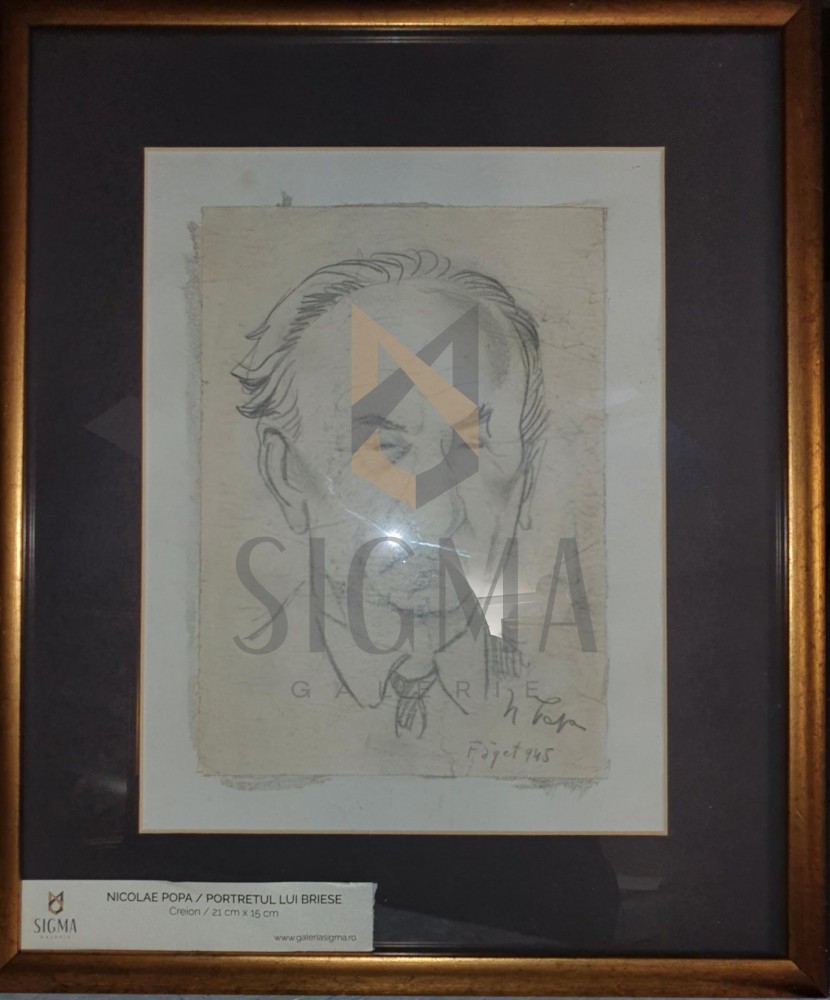 SIGMA
GALERIE
N Popa
Făget 945
SIGMA
GALERIE
NICOLAE POPA / PORTRETUL LUI BRIESE
Creion / 21 cm x 15 cm
www.galeriasigma.ro